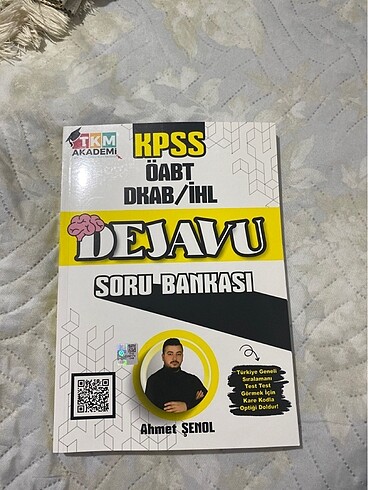 TKM
AKADEMİ
KPSS
ÖABT
DKAB/İHL
DEJAVU
SORU BANKASI
Türkiye Geneli
Sıralamanı
Test Test
Görmek İçin
Kare Kodla
Optiği Doldur!
Ahmet ŞENOL